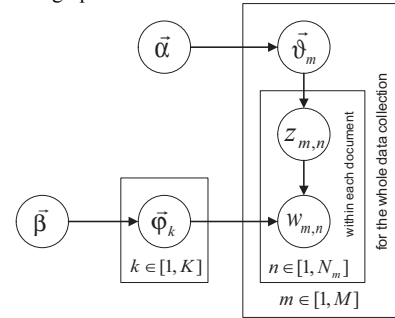 α⃗
ϑ⃗ₘ
zₘ,ₙ
β⃗
φ⃗ₖ
wₘ,ₙ
within each document
for the whole data collection
k ∈ [1, K]
n ∈ [1, Nₘ]
m ∈ [1, M]